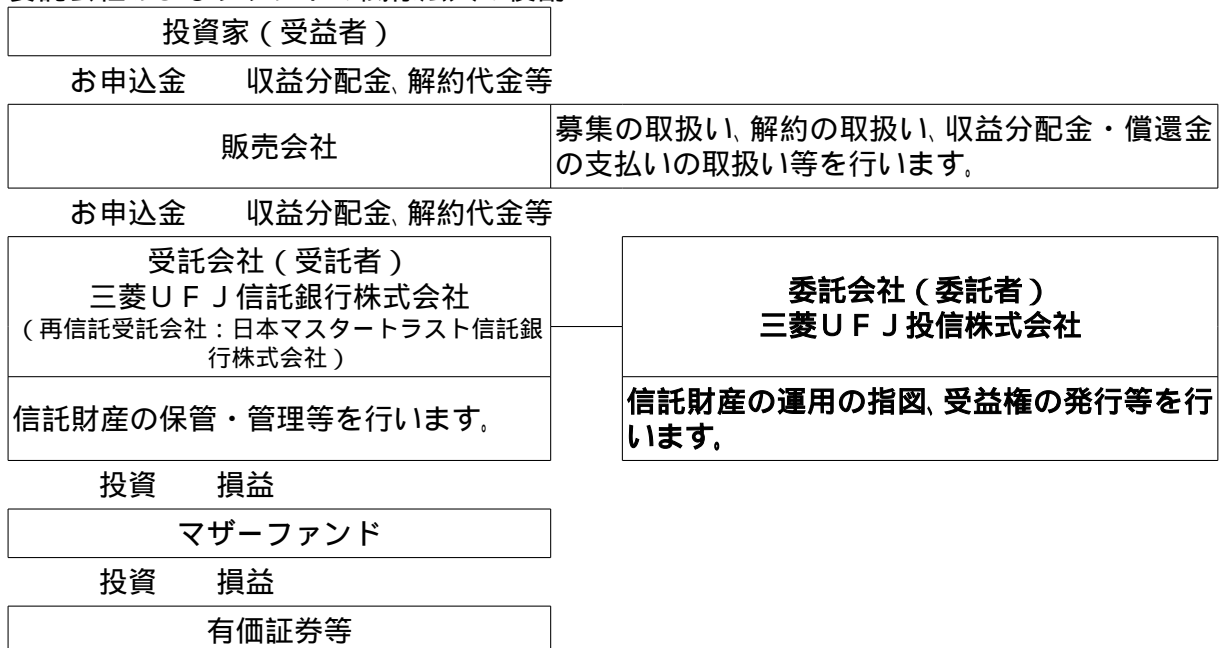 投資家(受益者)
お申込金 収益分配金、解約代金等
販売会社
募集の取扱い、解約の取扱い、収益分配金・償還金
の支払いの取扱い等を行います。
お申込金 収益分配金、解約代金等
受託会社(受託者)
三菱UFJ信託銀行株式会社
(再信託受託会社:日本マスタートラスト信託銀
行株式会社)
委託会社(委託者)
三菱UFJ投信株式会社
信託財産の保管・管理等を行います。
信託財産の運用の指図、受益権の発行等を行
います。
投資 損益
マザーファンド
投資 損益
有価証券等